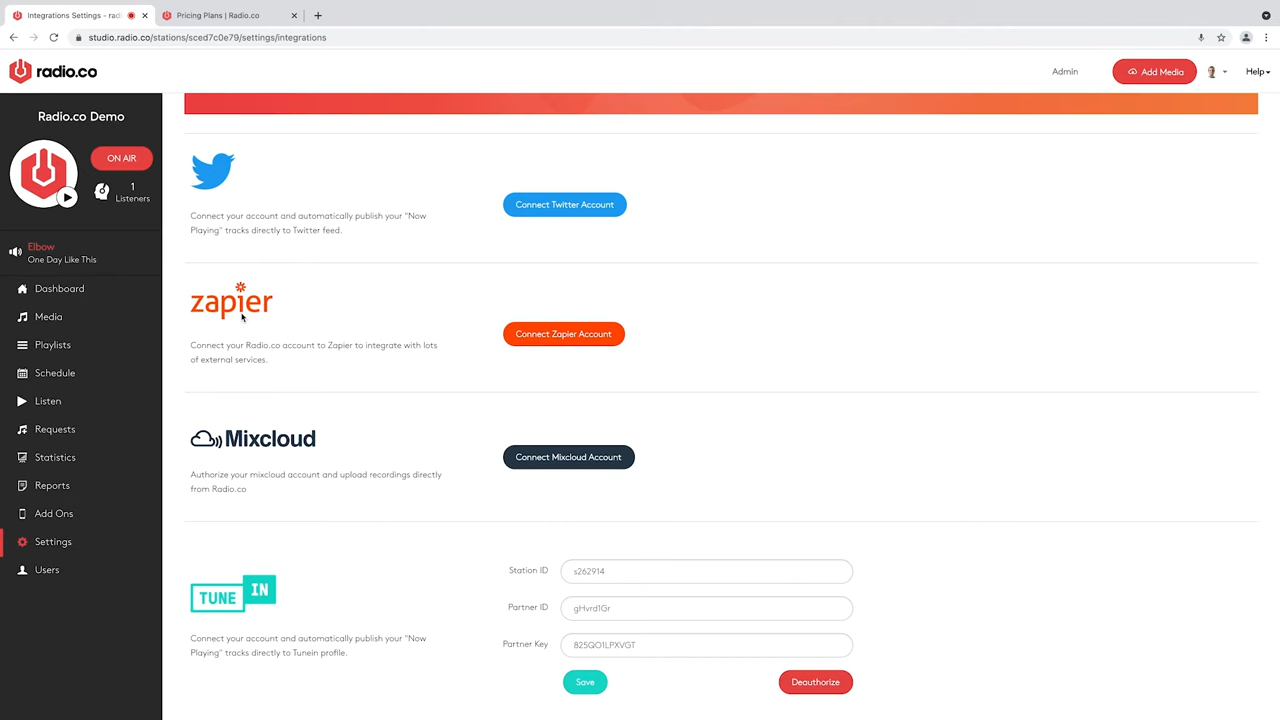 Integrations Settings - radi
Pricing Plans | Radio.co
studio.radio.co/stations/sced7c0e79/settings/integrations
radio.co
Admin
Add Media
Help
Radio.co Demo
ON AIR
1
Listeners
Elbow
One Day Like This
Dashboard
Media
Playlists
Schedule
Listen
Requests
Statistics
Reports
Add Ons
Settings
Users
Connect your account and automatically publish your "Now
Playing" tracks directly to Twitter feed.
Connect Twitter Account
zapier
Connect your Radio.co account to Zapier to integrate with lots
of external services.
Connect Zapier Account
Mixcloud
Authorize your mixcloud account and upload recordings directly
from Radio.co
Connect Mixcloud Account
TUNE IN
Connect your account and automatically publish your "Now
Playing" tracks directly to Tunein profile.
Station ID s262914
Partner ID gHvrd1Gr
Partner Key 825QO1LPXVGT
Save
Deauthorize